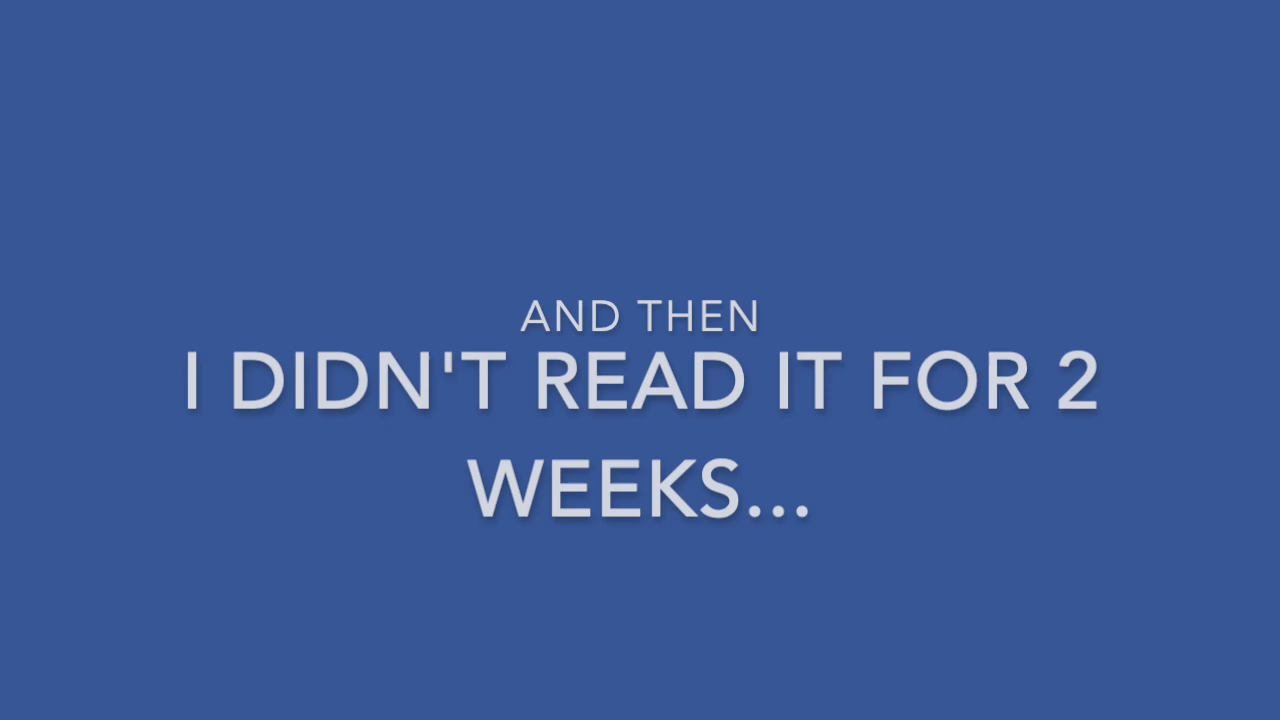 AND THEN
I DIDN'T READ IT FOR 2
WEEKS...